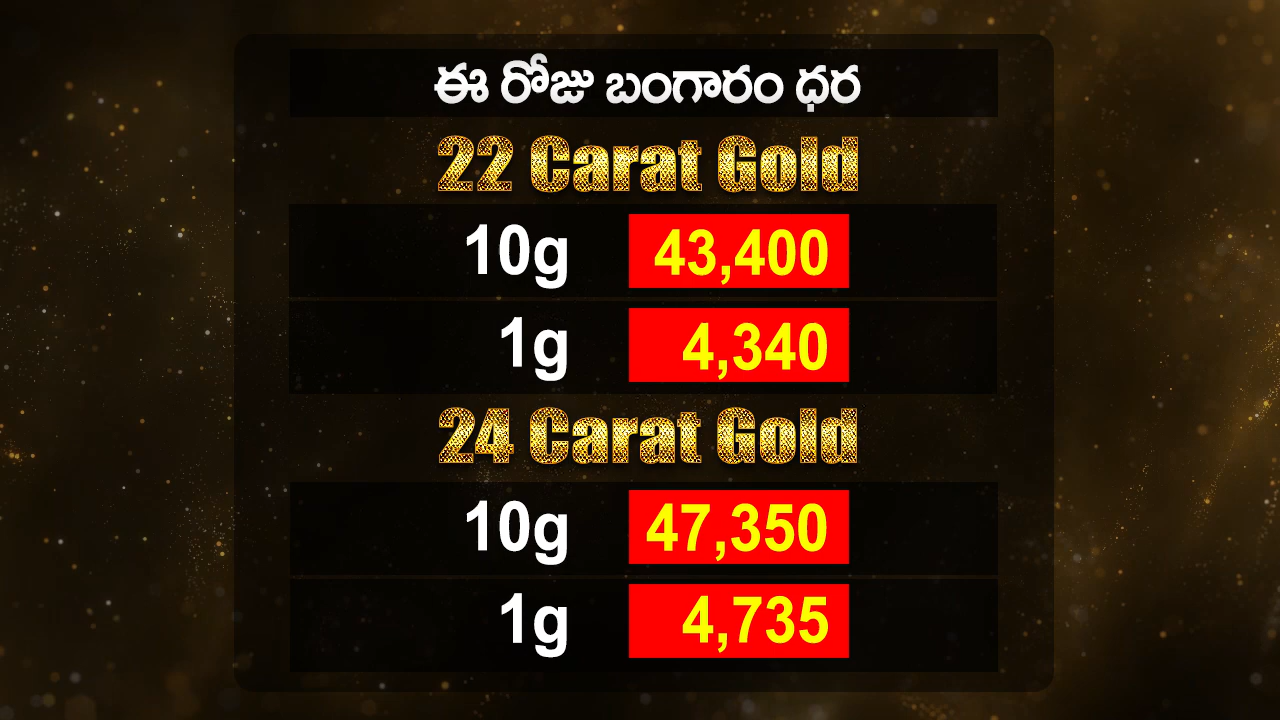 ఈ రోజు బంగారం ధర
22 Carat Gold
10g 43,400
1g 4,340
24 Carat Gold
10g 47,350
1g 4,735